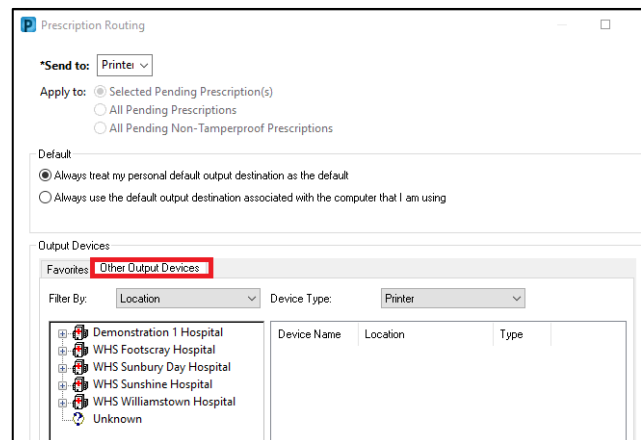 Prescription Routing
*Send to: Printer
Apply to: Selected Pending Prescription(s)
All Pending Prescriptions
All Pending Non-Tamperproof Prescriptions
Default
Always treat my personal default output destination as the default
Always use the default output destination associated with the computer that I am using
Output Devices
Favorites Other Output Devices
Filter By: Location Device Type: Printer
Demonstration 1 Hospital Device Name Location Type
WHS Footscray Hospital
WHS Sunbury Day Hospital
WHS Sunshine Hospital
WHS Williamstown Hospital
Unknown